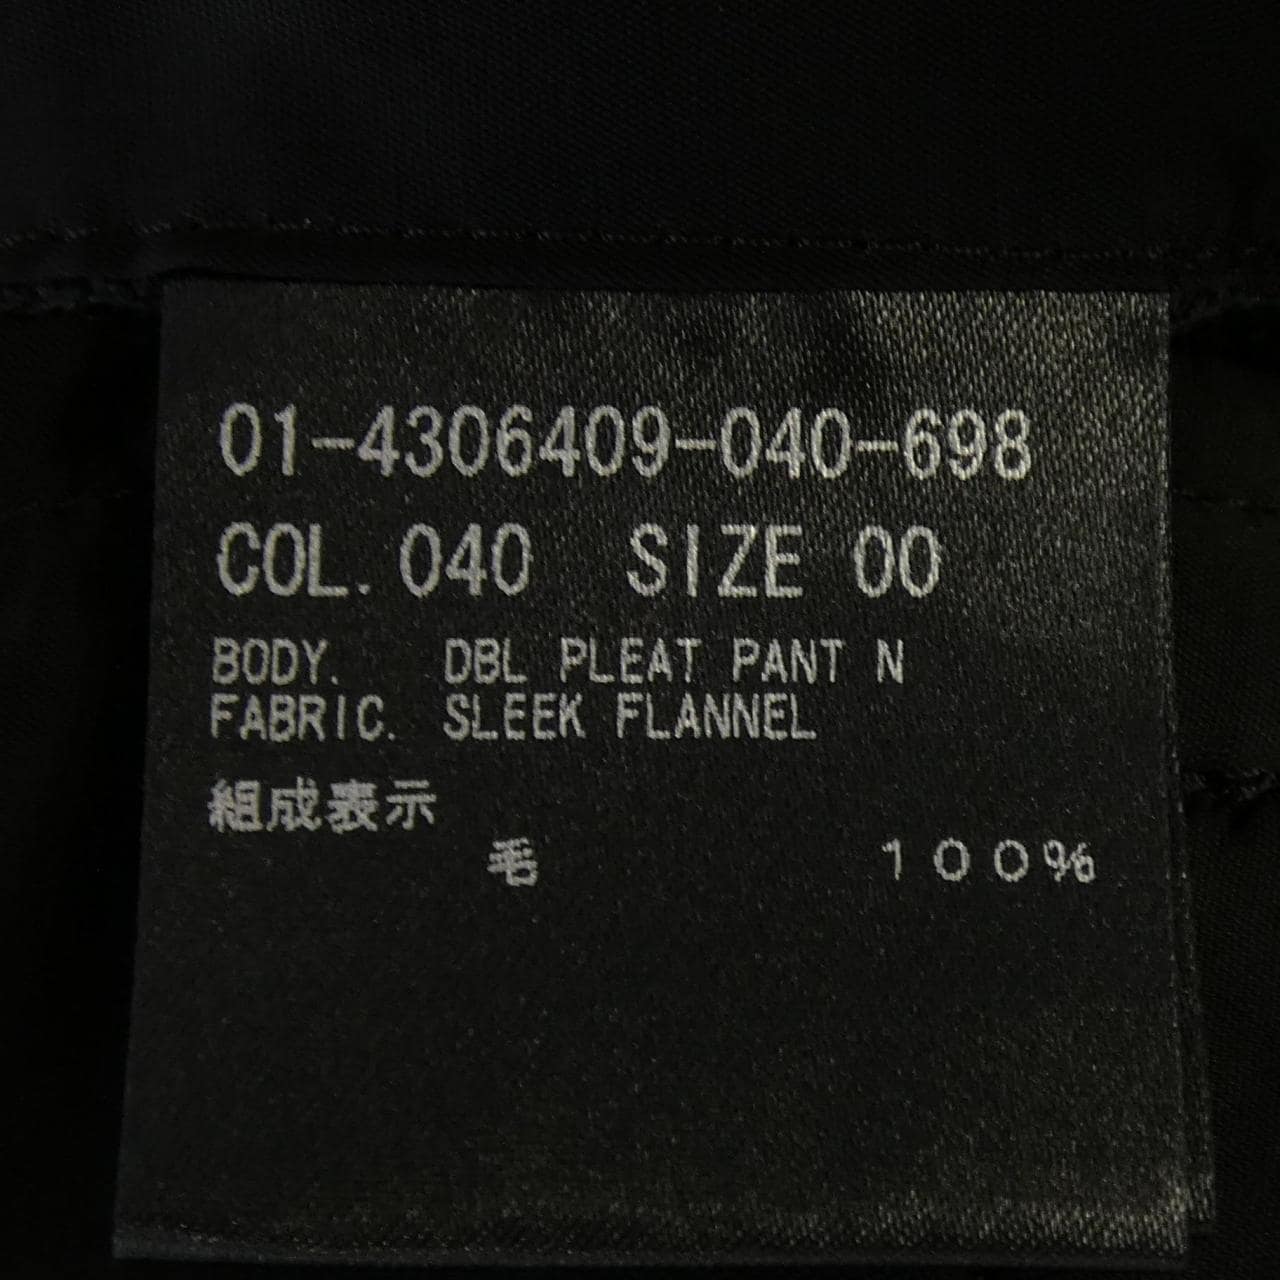 01-4306409-040-698
COL. 040 SIZE 00
BODY. DBL PLEAT PANT N
FABRIC. SLEEK FLANNEL
組成表示
毛 100%